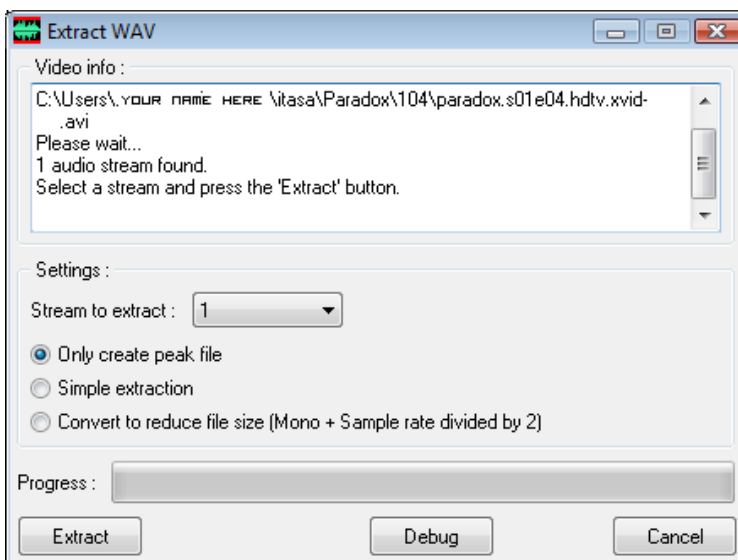 Extract WAV
Video info :
C:\Users\.YOUR NAME HERE \itasa\Paradox\104\paradox.s01e04.hdtv.xvid-
.avi
Please wait...
1 audio stream found.
Select a stream and press the 'Extract' button.
Settings :
Stream to extract : 1
Only create peak file
Simple extraction
Convert to reduce file size (Mono + Sample rate divided by 2)
Progress :
Extract Debug Cancel